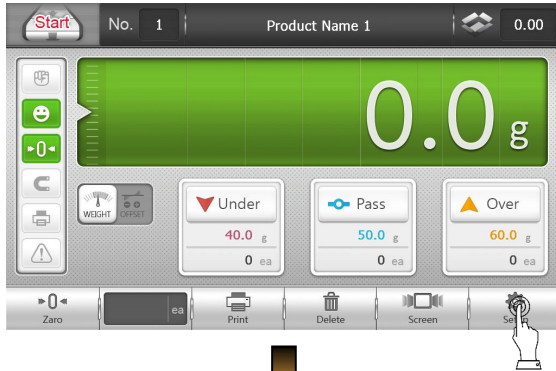 Start No. 1 Product Name 1 0.00
0.0 g
WEIGHT OFFSET
Under Pass Over
40.0 g 50.0 g 60.0 g
0 ea 0 ea 0 ea
▶0◀
Zaro ea Print Delete Screen